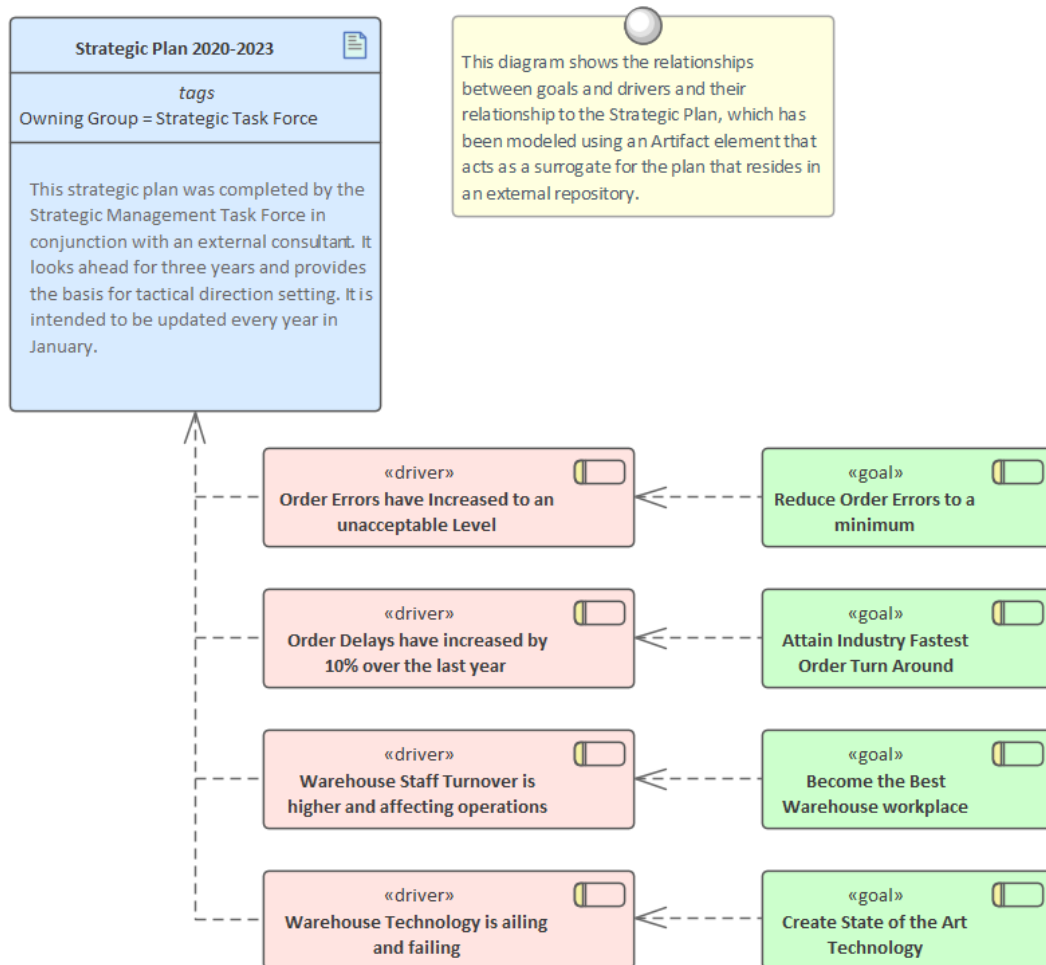 Strategic Plan 2020-2023
tags
Owning Group = Strategic Task Force
This strategic plan was completed by the
Strategic Management Task Force in
conjunction with an external consultant. It
looks ahead for three years and provides
the basis for tactical direction setting. It is
intended to be updated every year in
January.
This diagram shows the relationships
between goals and drivers and their
relationship to the Strategic Plan, which has
been modeled using an Artifact element that
acts as a surrogate for the plan that resides in
an external repository.
«driver»
Order Errors have Increased to an
unacceptable Level
«goal»
Reduce Order Errors to a
minimum
«driver»
Order Delays have increased by
10% over the last year
«goal»
Attain Industry Fastest
Order Turn Around
«driver»
Warehouse Staff Turnover is
higher and affecting operations
«goal»
Become the Best
Warehouse workplace
«driver»
Warehouse Technology is ailing
and failing
«goal»
Create State of the Art
Technology